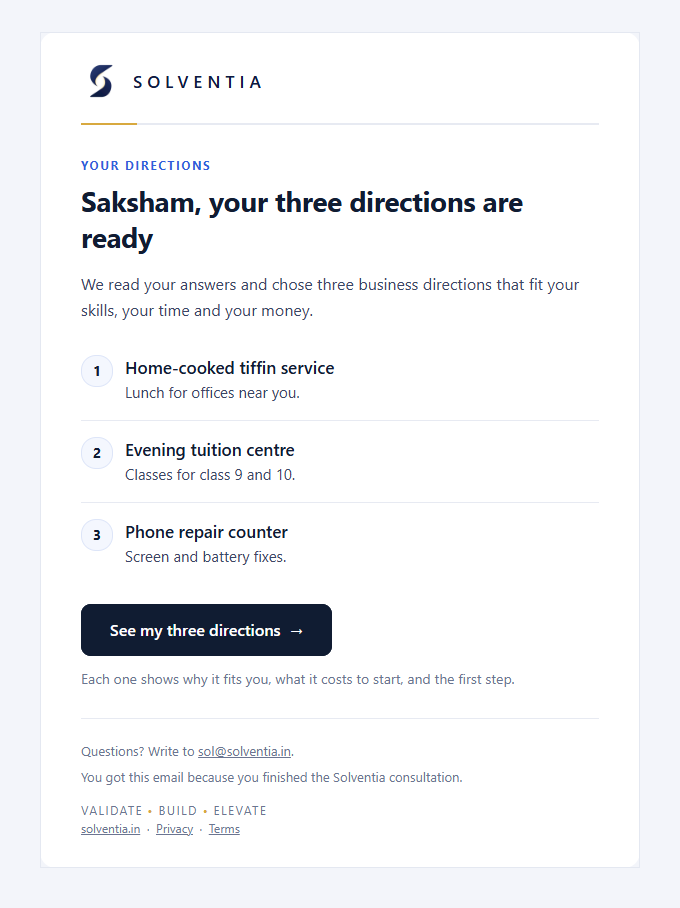 SOLVENTIA
YOUR DIRECTIONS
Saksham, your three directions are
ready
We read your answers and chose three business directions that fit your
skills, your time and your money.
1
Home-cooked tiffin service
Lunch for offices near you.
2
Evening tuition centre
Classes for class 9 and 10.
3
Phone repair counter
Screen and battery fixes.
See my three directions →
Each one shows why it fits you, what it costs to start, and the first step.
Questions? Write to sol@solventia.in.
You got this email because you finished the Solventia consultation.
VALIDATE • BUILD • ELEVATE
solventia.in · Privacy · Terms